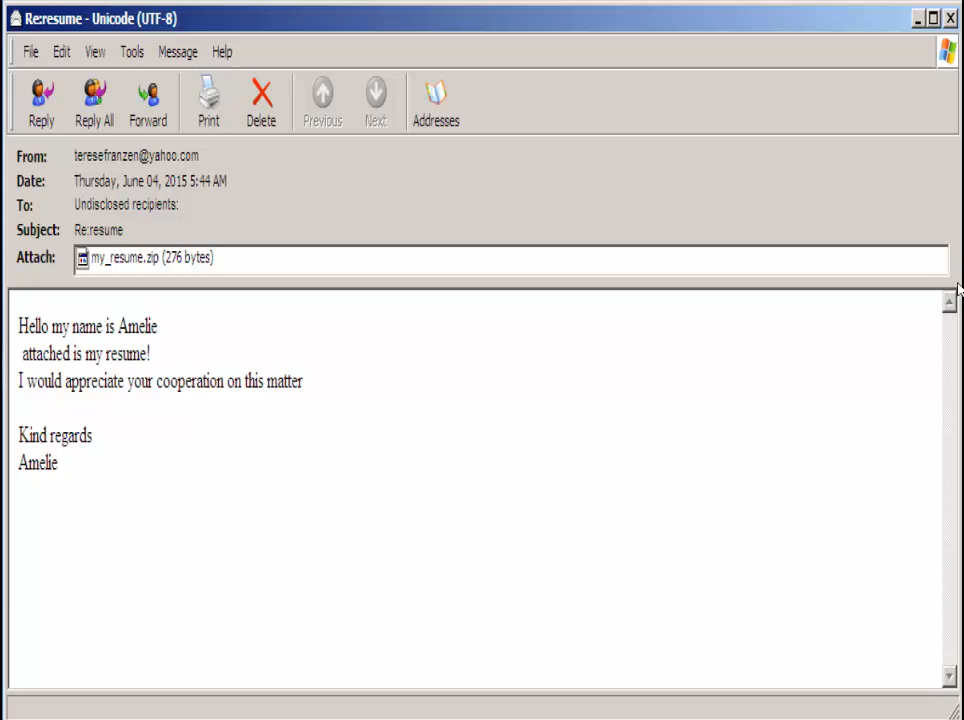 Re:resume - Unicode (UTF-8)
File Edit View Tools Message Help
Reply Reply All Forward Print Delete Previous Next Addresses
From: teresefranzen@yahoo.com
Date: Thursday, June 04, 2015 5:44 AM
To: Undisclosed recipients:
Subject: Re:resume
Attach: my_resume.zip (276 bytes)
Hello my name is Amelie
attached is my resume!
I would appreciate your cooperation on this matter
Kind regards
Amelie